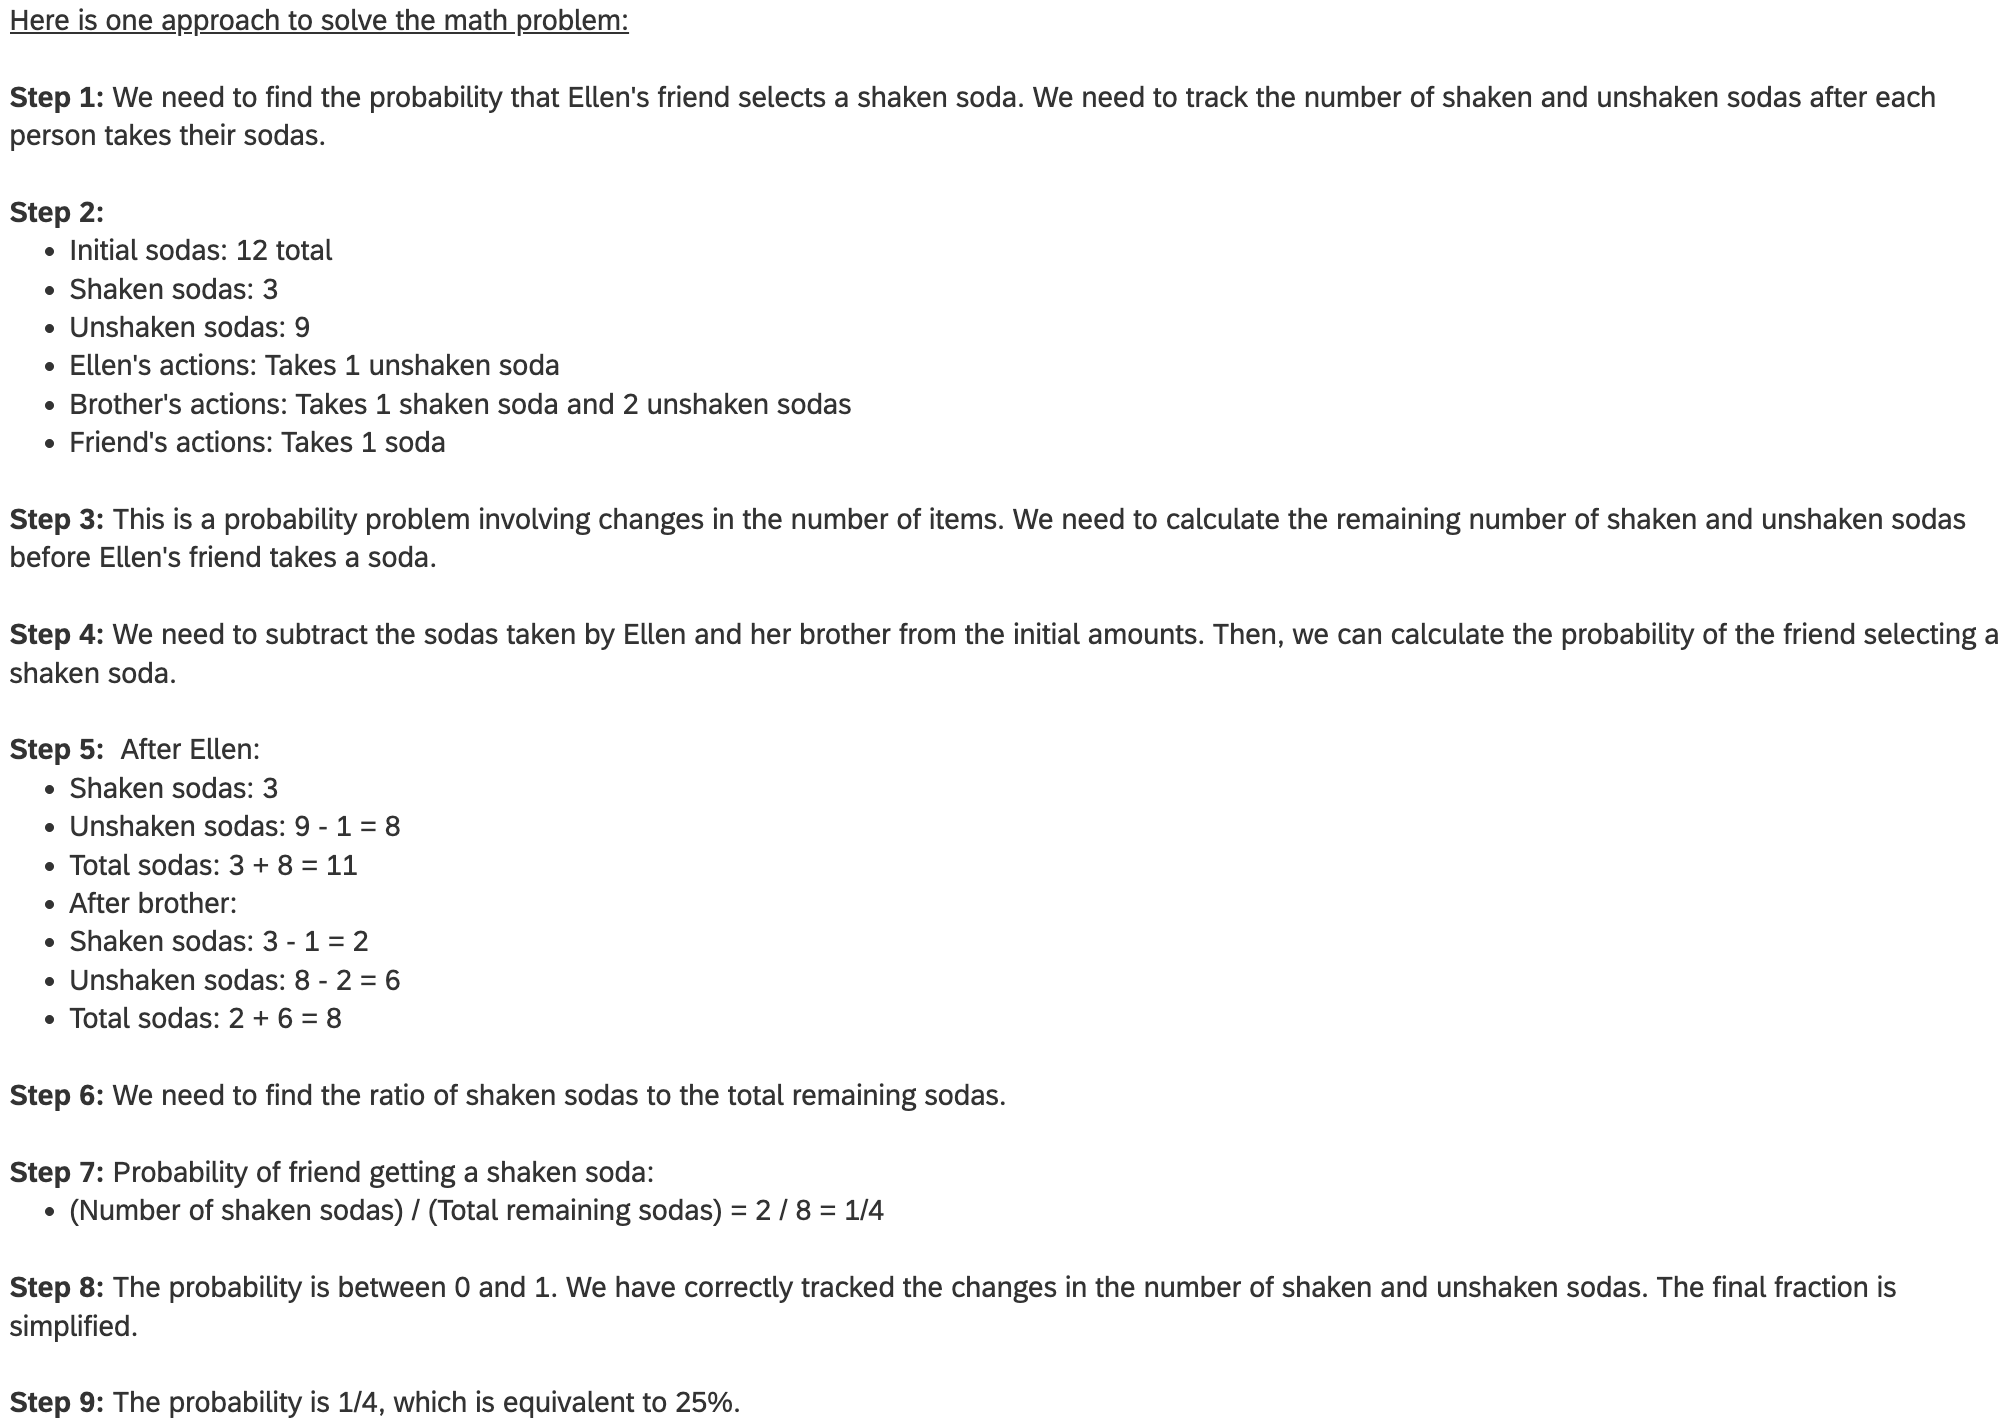 Here is one approach to solve the math problem:
Step 1: We need to find the probability that Ellen's friend selects a shaken soda. We need to track the number of shaken and unshaken sodas after each
person takes their sodas.
Step 2:
• Initial sodas: 12 total
• Shaken sodas: 3
• Unshaken sodas: 9
• Ellen's actions: Takes 1 unshaken soda
• Brother's actions: Takes 1 shaken soda and 2 unshaken sodas
• Friend's actions: Takes 1 soda
Step 3: This is a probability problem involving changes in the number of items. We need to calculate the remaining number of shaken and unshaken sodas
before Ellen's friend takes a soda.
Step 4: We need to subtract the sodas taken by Ellen and her brother from the initial amounts. Then, we can calculate the probability of the friend selecting a
shaken soda.
Step 5: After Ellen:
• Shaken sodas: 3
• Unshaken sodas: 9 - 1 = 8
• Total sodas: 3 + 8 = 11
• After brother:
• Shaken sodas: 3 - 1 = 2
• Unshaken sodas: 8 - 2 = 6
• Total sodas: 2 + 6 = 8
Step 6: We need to find the ratio of shaken sodas to the total remaining sodas.
Step 7: Probability of friend getting a shaken soda:
• (Number of shaken sodas) / (Total remaining sodas) = 2 / 8 = 1/4
Step 8: The probability is between 0 and 1. We have correctly tracked the changes in the number of shaken and unshaken sodas. The final fraction is
simplified.
Step 9: The probability is 1/4, which is equivalent to 25%.